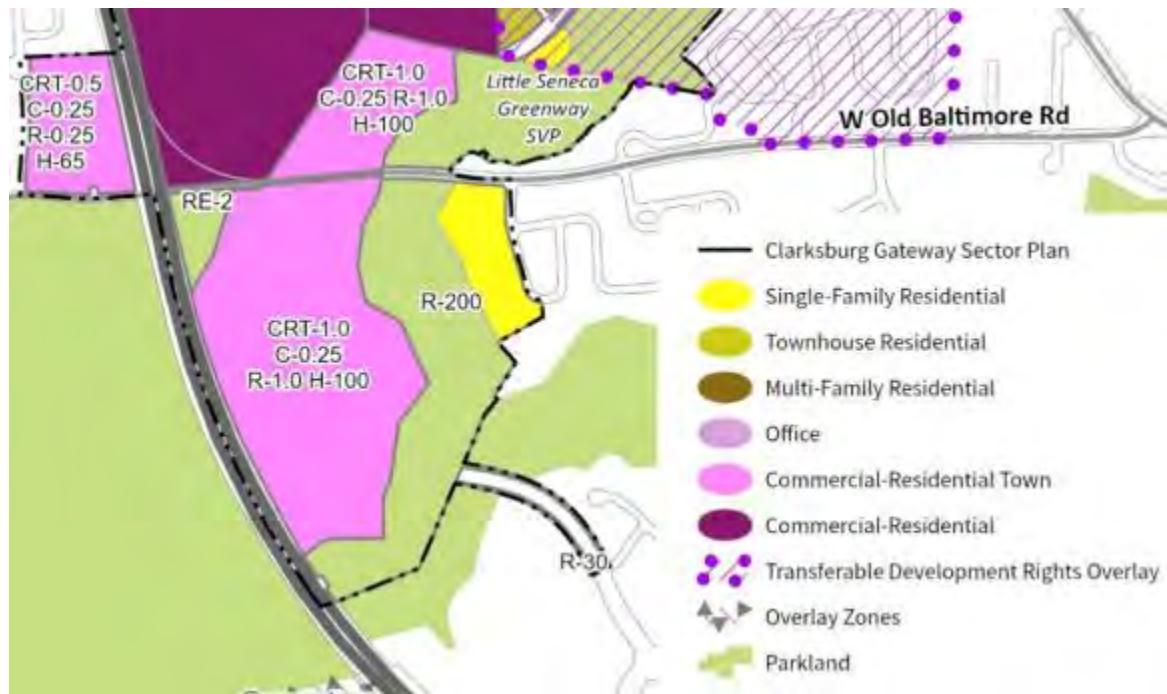 CRT-0.5
C-0.25
R-0.25
H-65
CRT-1.0
C-0.25 R-1.0
H-100
Little Seneca
Greenway
SVP
W Old Baltimore Rd
RE-2
R-200
CRT-1.0
C-0.25
R-1.0 H-100
R-30
Clarksburg Gateway Sector Plan
Single-Family Residential
Townhouse Residential
Multi-Family Residential
Office
Commercial-Residential Town
Commercial-Residential
Transferable Development Rights Overlay
Overlay Zones
Parkland